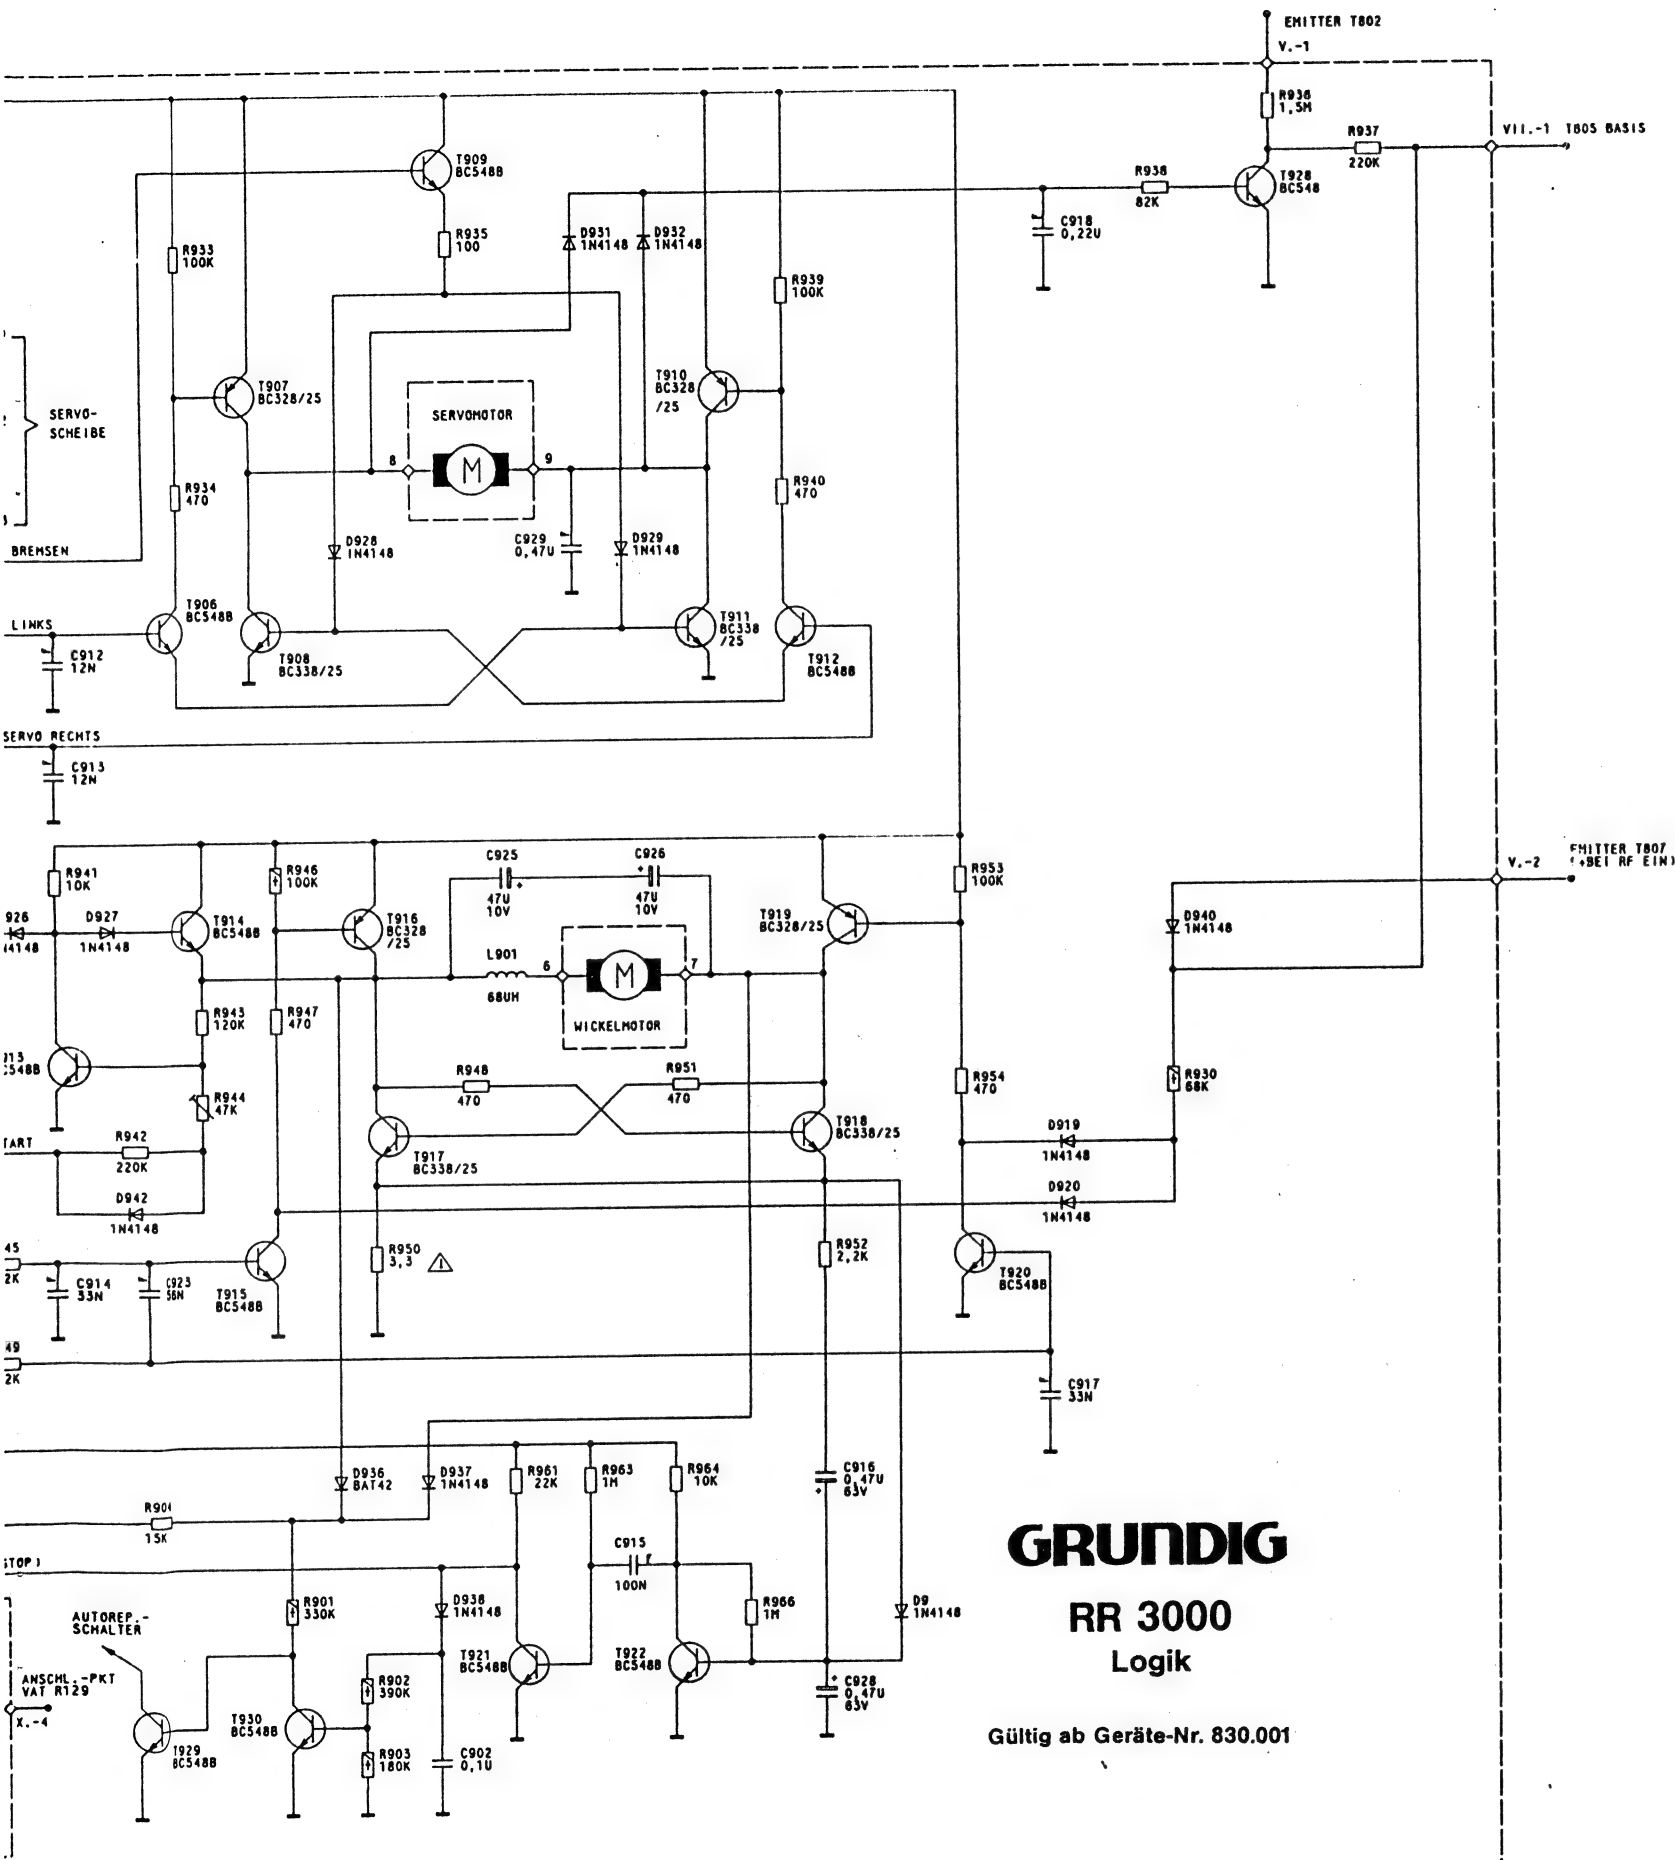 EMITTER T802
V.-1
R936
1,5M
R937
220K
VII.-1 T805 BASIS
T909
BC548B
R938
82K
T928
BC548
R933
100K
R935
100
D931
1N4148
D932
1N4148
C918
0,22U
R939
100K
SERVO-
SCHEIBE
T907
BC328/25
SERVOMOTOR
T910
BC328
/25
8
M
9
R934
470
R940
470
BREMSEN
D928
1N4148
C929
0,47U
D929
1N4148
LINKS
T906
BC548B
C912
12N
T908
BC338/25
T911
BC338
/25
T912
BC548B
SERVO RECHTS
C913
12N
R941
10K
R946
100K
C925
47U
10V
C926
47U
10V
R953
100K
V.-2
EMITTER T807
(+BEI RF EIN)
926
D927
1N4148
T914
BC548B
T916
BC328
/25
T919
BC328/25
D940
1N4148
L901
68UH
6
M
7
WICKELMOTOR
R943
120K
R947
470
R944
47K
R948
470
R951
470
R954
470
R930
68K
TART
R942
220K
D942
1N4148
T917
BC338/25
T918
BC338/25
D919
1N4148
D920
1N4148
45
2K
C914
33N
C923
56N
T915
BC548B
R950
3,3
R952
2,2K
T920
BC548B
49
2K
C917
33N
D936
BAT42
D937
1N4148
R961
22K
R963
1M
R964
10K
C916
0,47U
63V
15K
STOP)
C915
100N
R901
330K
D938
1N4148
R966
1M
D9
1N4148
AUTOREP.-
SCHALTER
ANSCHL.-PKT
VAT R129
X.-4
T921
BC548B
T922
BC548B
R902
390K
C928
0,47U
63V
T929
BC548B
T930
BC548B
R903
180K
C902
0,1U
GRUNDIG
RR 3000
Logik
Gültig ab Geräte-Nr. 830.001